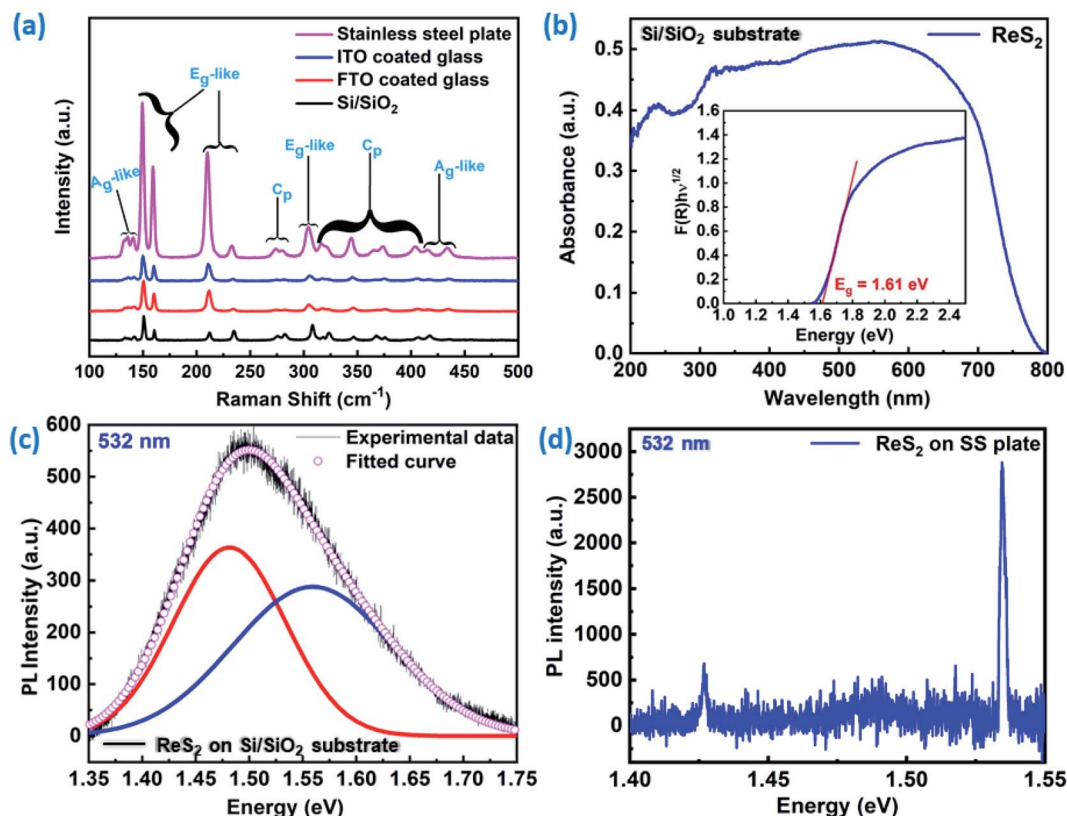 (a)
Stainless steel plate
ITO coated glass
FTO coated glass
Si/SiO₂
Eg-like
Ag-like
Eg-like
Cp
Cp
Ag-like
Intensity (a.u.)
100 150 200 250 300 350 400 450 500
Raman Shift (cm⁻¹)
(b)
Si/SiO₂ substrate
ReS₂
Absorbance (a.u.)
0.5
0.4
0.3
0.2
0.1
0.0
200 300 400 500 600 700 800
Wavelength (nm)
F(R)hν¹ᐟ²
1.6
1.4
1.2
1.0
0.8
0.6
0.4
0.2
0.0
Eg = 1.61 eV
1.0 1.2 1.4 1.6 1.8 2.0 2.2 2.4
Energy (eV)
(c)
532 nm
Experimental data
Fitted curve
PL Intensity (a.u.)
600
500
400
300
200
100
0
ReS₂ on Si/SiO₂ substrate
1.35 1.40 1.45 1.50 1.55 1.60 1.65 1.70 1.75
Energy (eV)
(d)
532 nm
ReS₂ on SS plate
PL intensity (a.u.)
3000
2500
2000
1500
1000
500
0
1.40 1.45 1.50 1.55
Energy (eV)